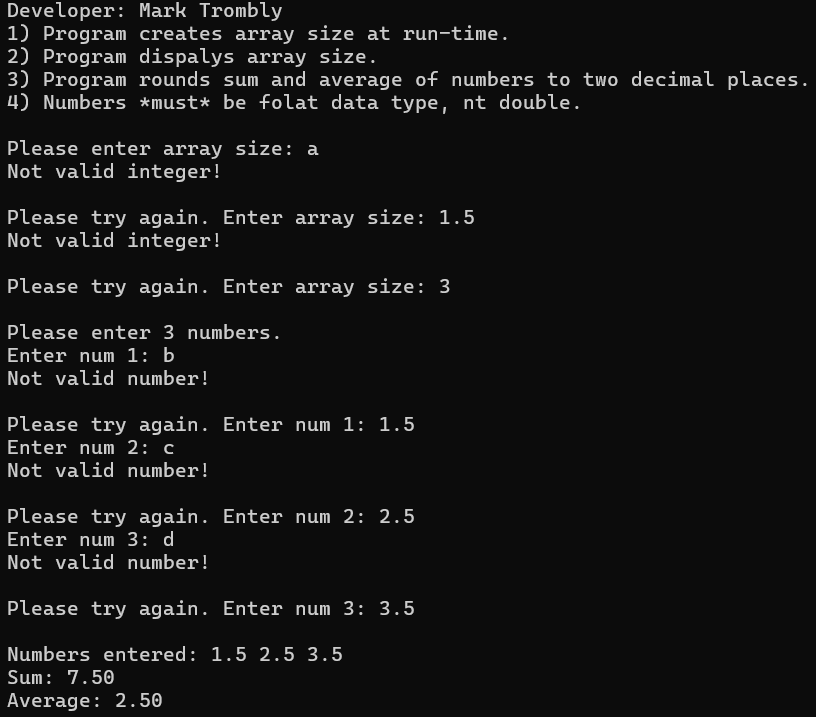 Developer: Mark Trombly
1) Program creates array size at run-time.
2) Program dispalys array size.
3) Program rounds sum and average of numbers to two decimal places.
4) Numbers *must* be folat data type, nt double.

Please enter array size: a
Not valid integer!

Please try again. Enter array size: 1.5
Not valid integer!

Please try again. Enter array size: 3

Please enter 3 numbers.
Enter num 1: b
Not valid number!

Please try again. Enter num 1: 1.5
Enter num 2: c
Not valid number!

Please try again. Enter num 2: 2.5
Enter num 3: d
Not valid number!

Please try again. Enter num 3: 3.5

Numbers entered: 1.5 2.5 3.5
Sum: 7.50
Average: 2.50